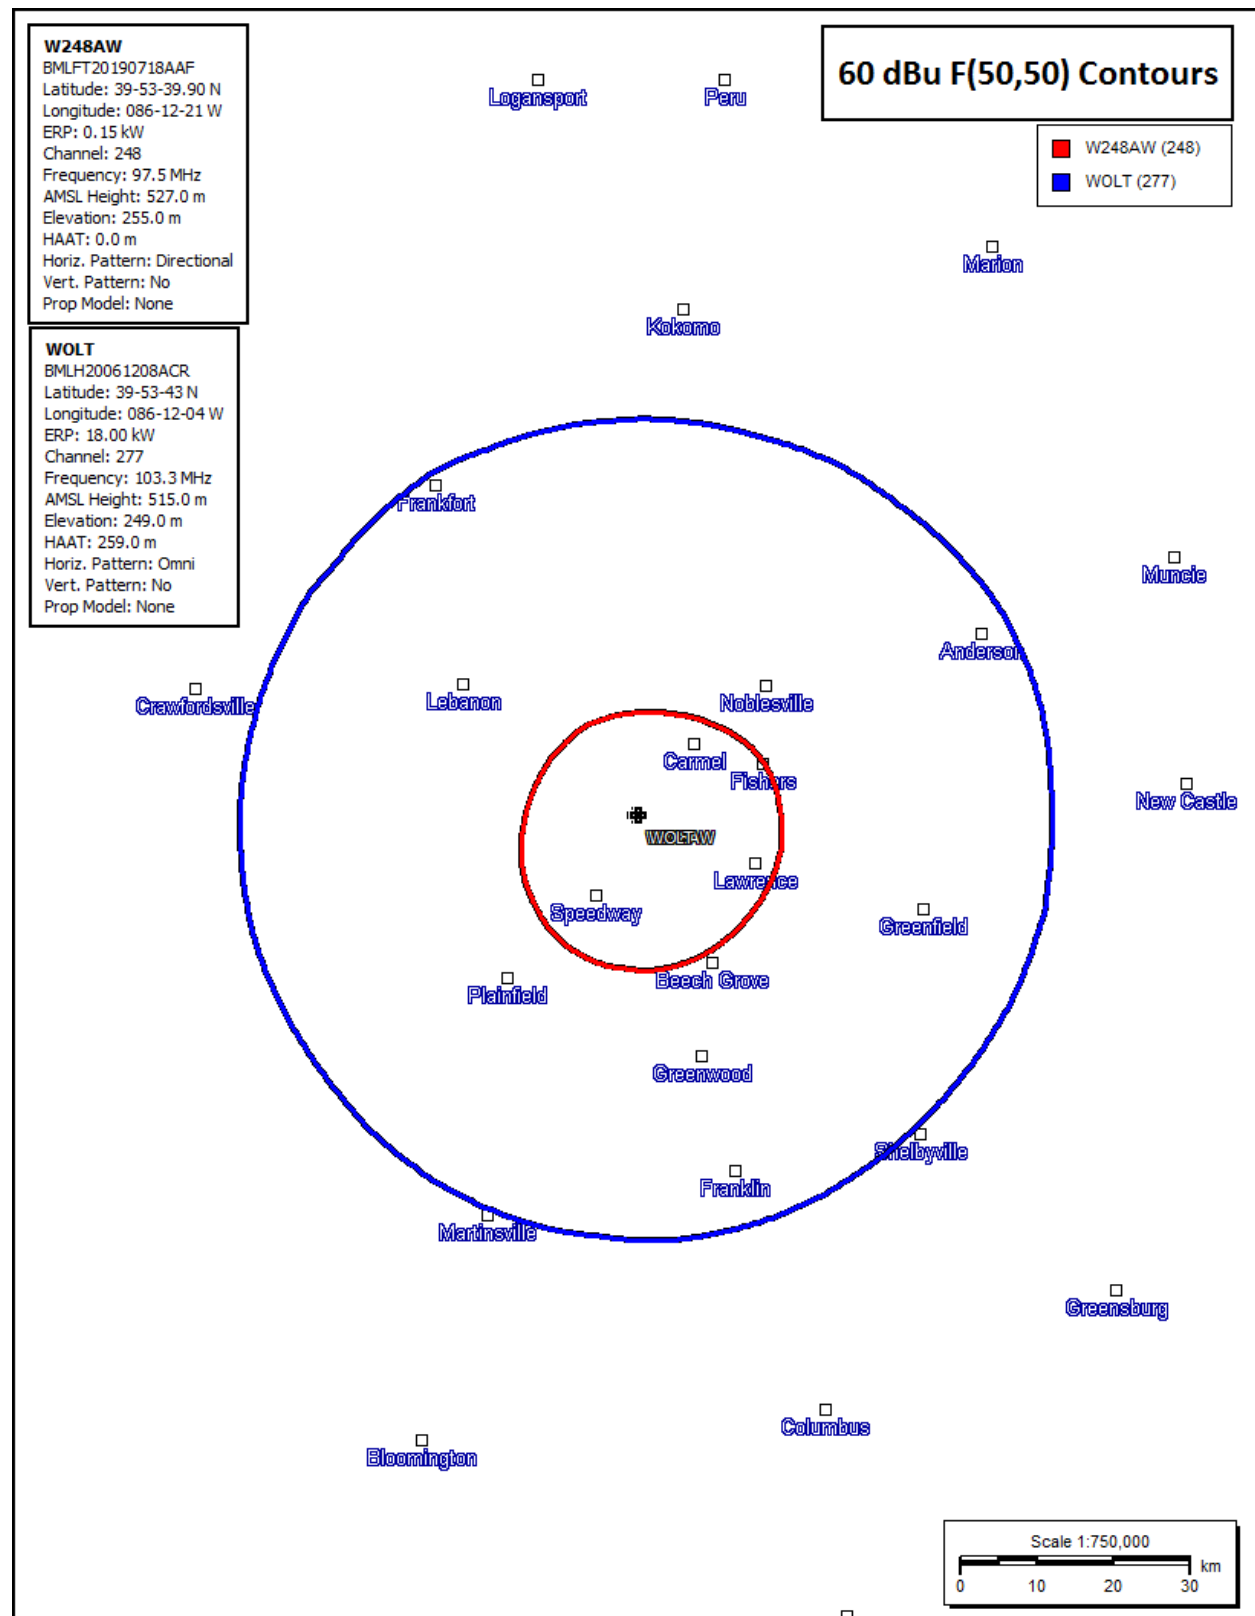 W248AW
BMLFT20190718AAF
Latitude: 39-53-39.90 N
Longitude: 086-12-21 W
ERP: 0.15 kW
Channel: 248
Frequency: 97.5 MHz
AMSL Height: 527.0 m
Elevation: 255.0 m
HAAT: 0.0 m
Horiz. Pattern: Directional
Vert. Pattern: No
Prop Model: None
WOLT
BMLH20061208ACR
Latitude: 39-53-43 N
Longitude: 086-12-04 W
ERP: 18.00 kW
Channel: 277
Frequency: 103.3 MHz
AMSL Height: 515.0 m
Elevation: 249.0 m
HAAT: 259.0 m
Horiz. Pattern: Omni
Vert. Pattern: No
Prop Model: None
60 dBu F(50,50) Contours
W248AW (248)
WOLT (277)
Logansport
Peru
Marion
Kokomo
Frankfort
Muncie
Anderson
Crawfordsville
Lebanon
Noblesville
Carmel
Fishers
New Castle
Lawrence
Speedway
Greenfield
Beech Grove
Plainfield
Greenwood
Shelbyville
Franklin
Martinsville
Greensburg
Columbus
Bloomington
Scale 1:750,000
km
0 10 20 30